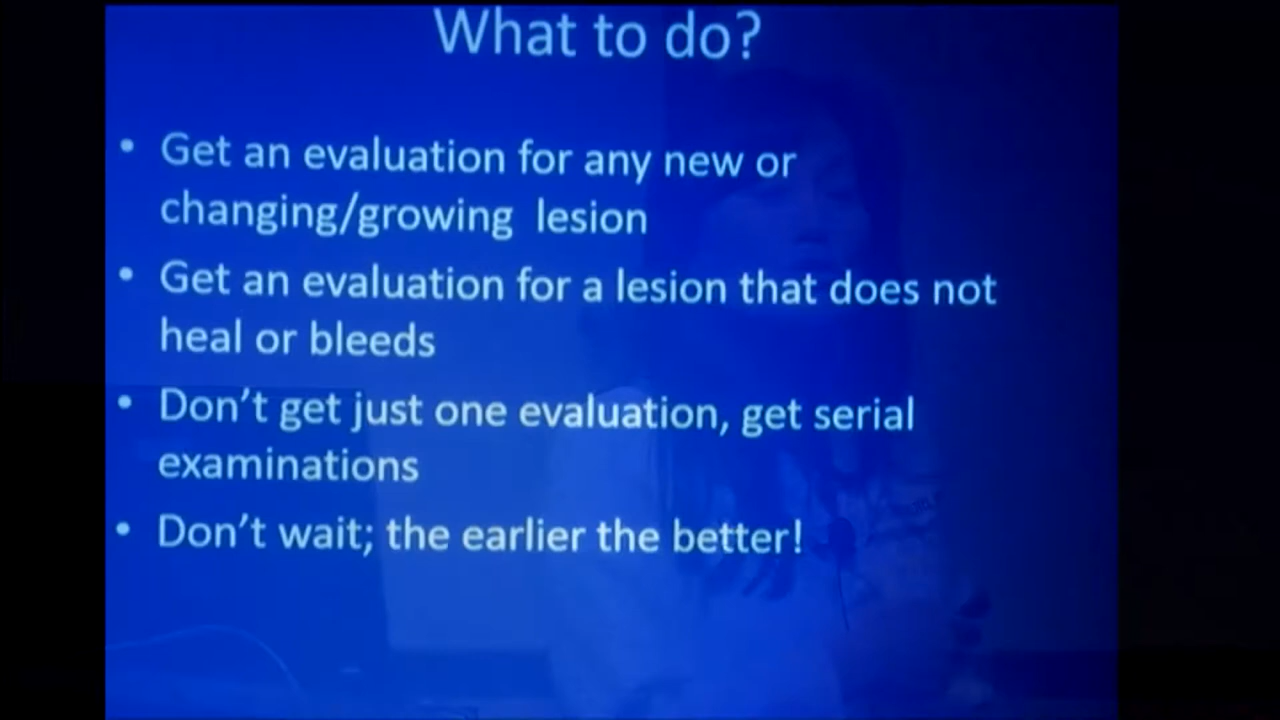 What to do?
• Get an evaluation for any new or
changing/growing lesion
• Get an evaluation for a lesion that does not
heal or bleeds
• Don't get just one evaluation, get serial
examinations
• Don't wait; the earlier the better!